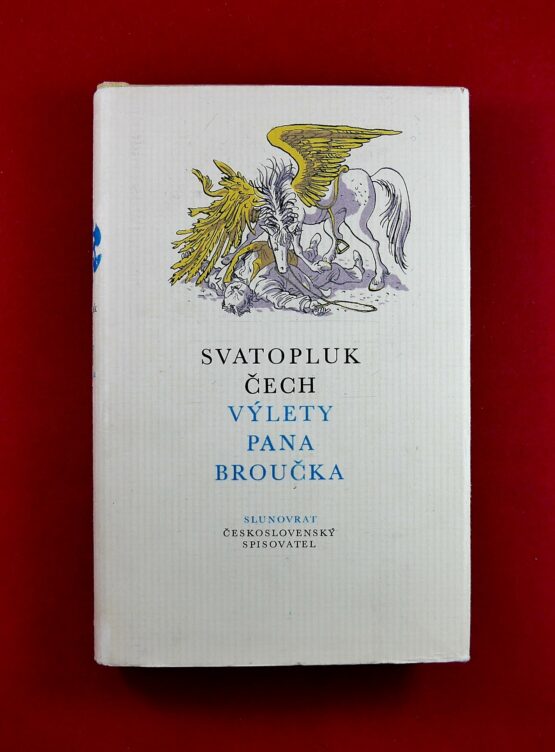 SVATOPLUK
ČECH
VÝLETY
PANA
BROUČKA
SLUNOVRAT
ČESKOSLOVENSKÝ
SPISOVATEL